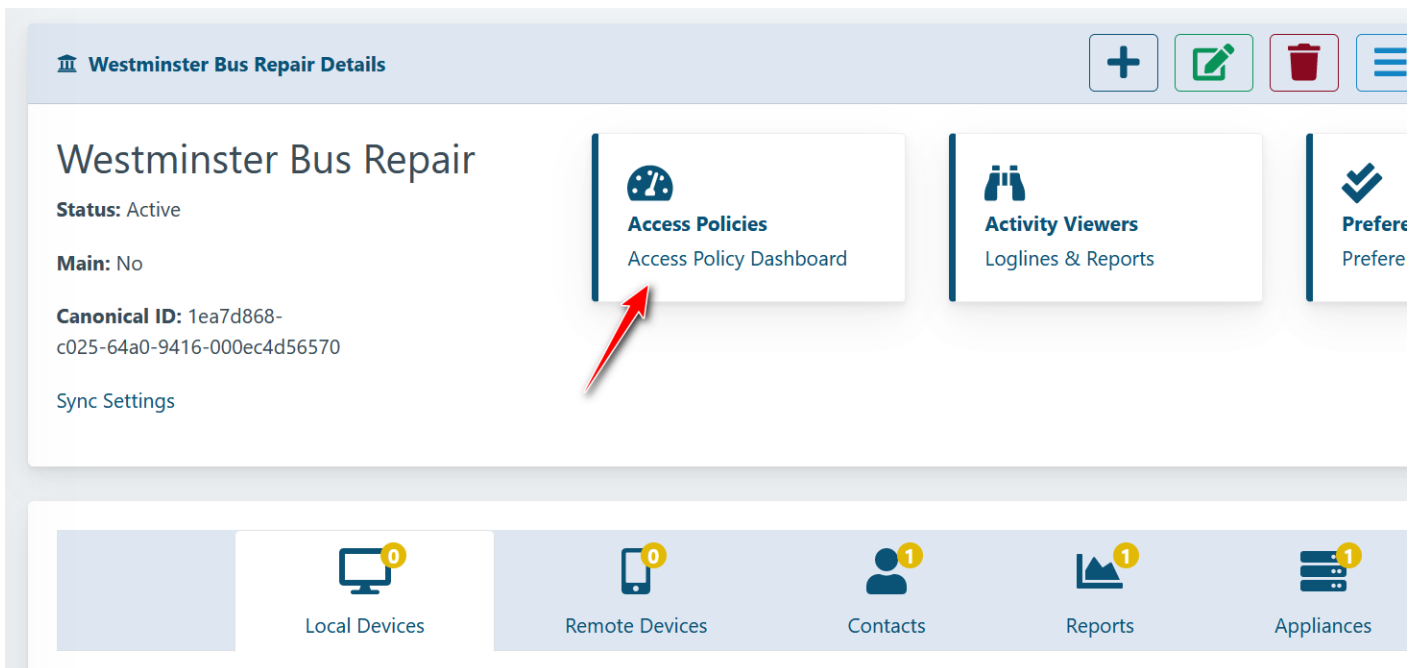 Westminster Bus Repair Details
Westminster Bus Repair
Status: Active
Main: No
Canonical ID: 1ea7d868-
c025-64a0-9416-000ec4d56570
Sync Settings
Access Policies
Access Policy Dashboard
Activity Viewers
Loglines & Reports
Prefere
Prefere
0
Local Devices
0
Remote Devices
1
Contacts
1
Reports
1
Appliances